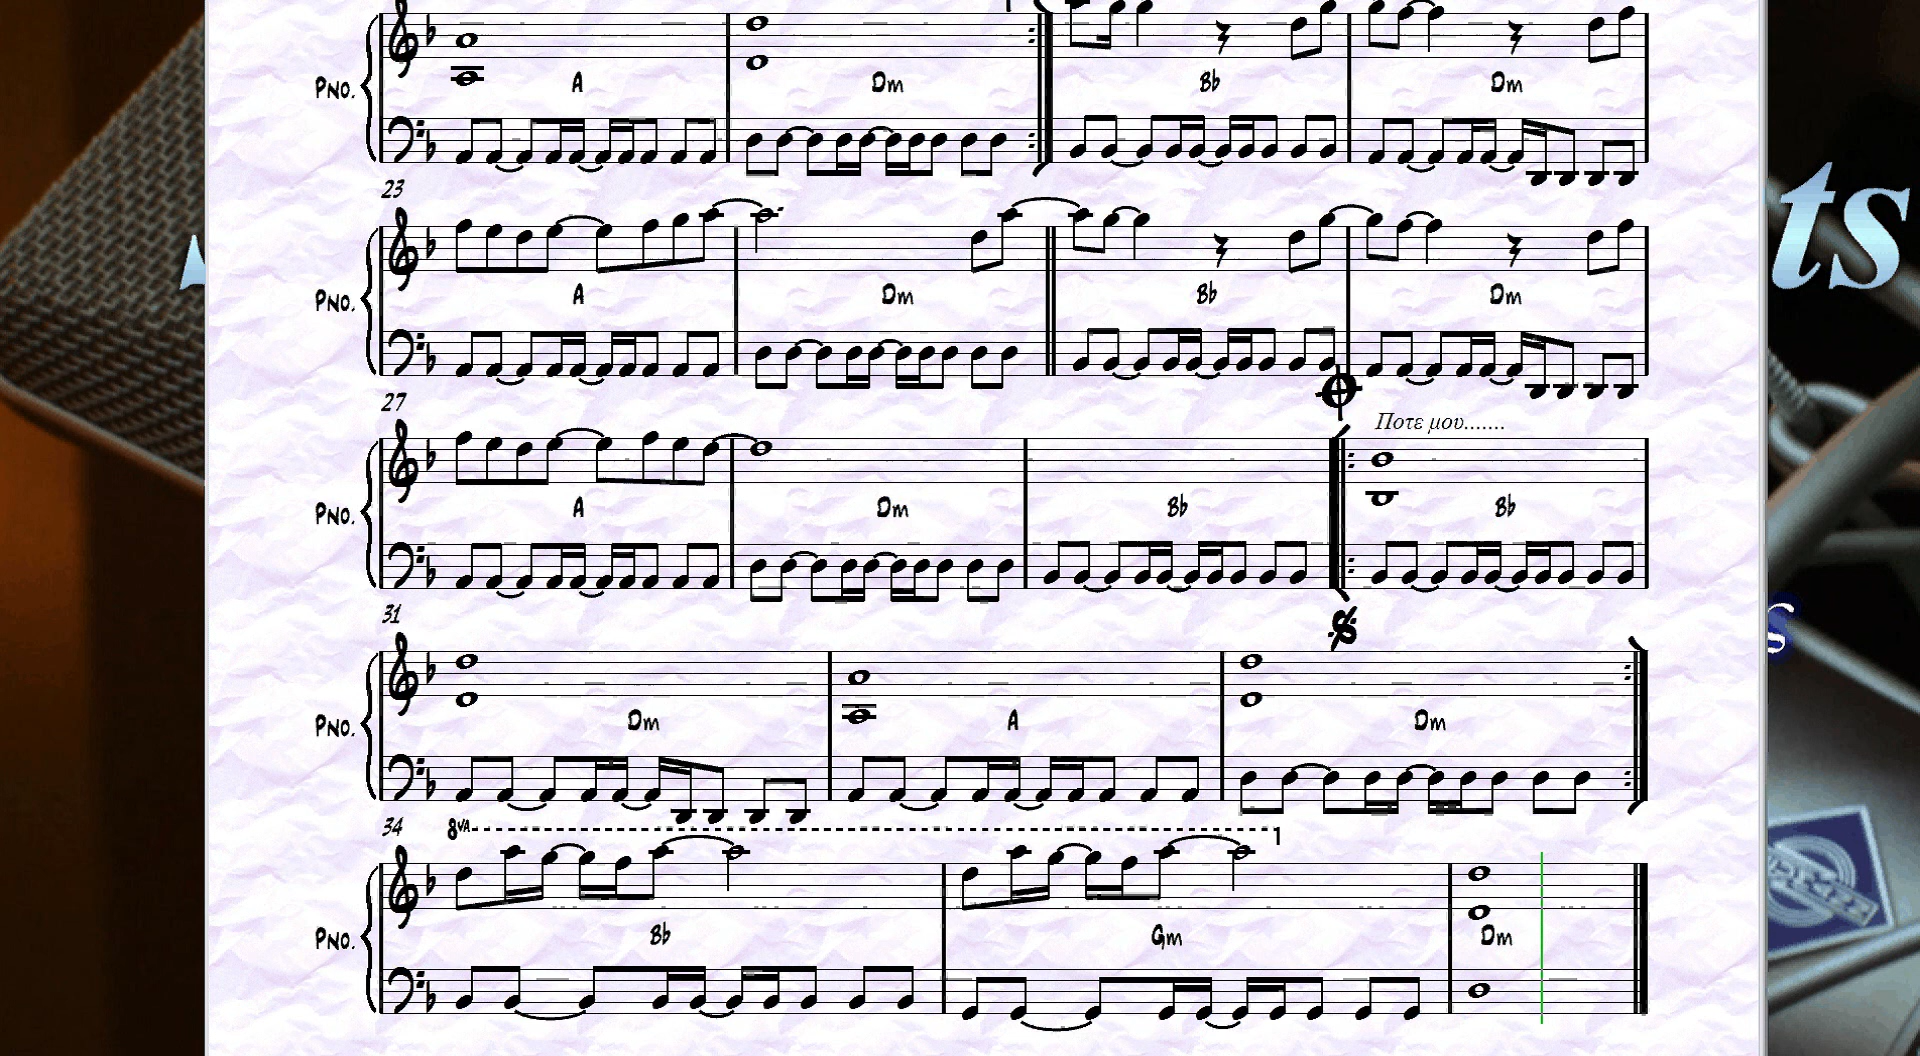 A Dm Bb Dm
Pno.
23
A Dm Bb Dm
Pno.
27
Ποτε μου.......
A Dm Bb Bb
Pno.
31
Dm A Dm
Pno.
34 8va 1
Bb Gm Dm
Pno.
ts
s